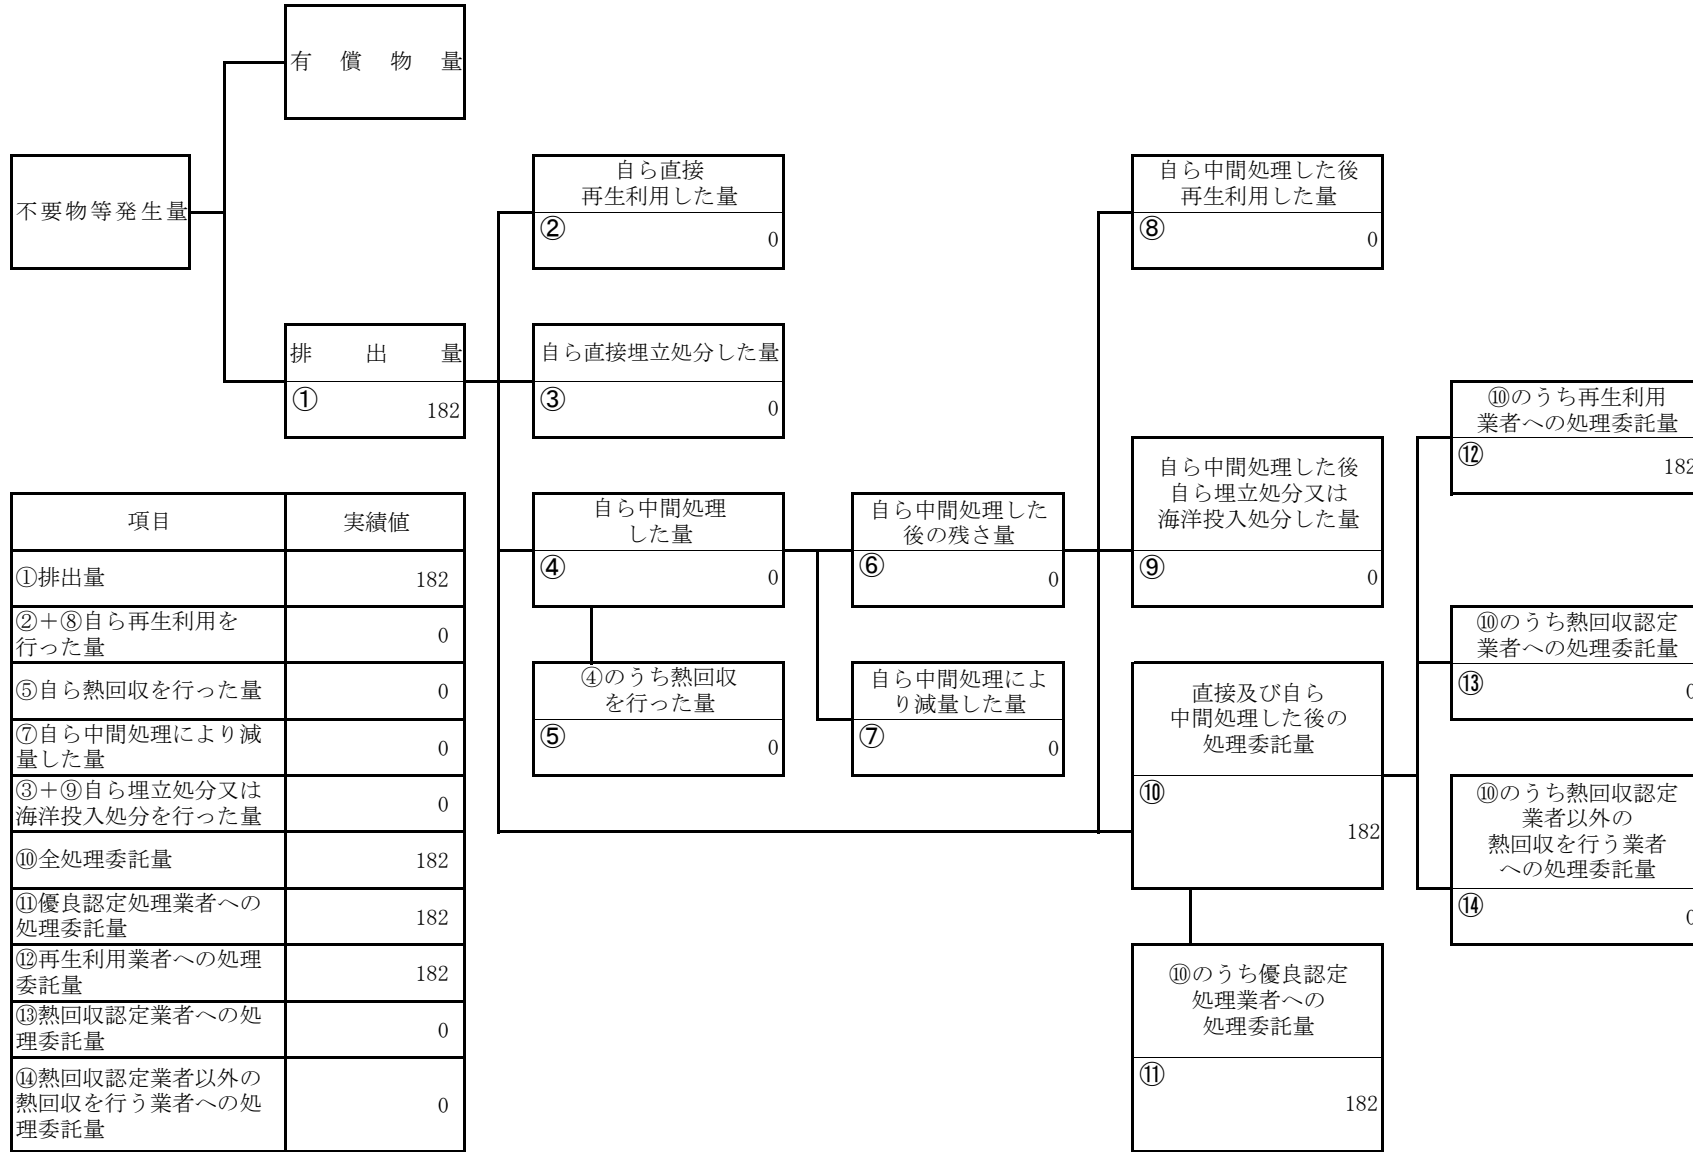 有償物量
不要物等発生量
自ら直接
再生利用した量
②
0
自ら中間処理した後
再生利用した量
⑧
0
排出量
①
182
自ら直接埋立処分した量
③
0
⑩のうち再生利用
業者への処理委託量
⑫
182
自ら中間処理した後
自ら埋立処分又は
海洋投入処分した量
⑨
0
自ら中間処理
した量
④
0
自ら中間処理した
後の残さ量
⑥
0
⑩のうち熱回収認定
業者への処理委託量
⑬
0
④のうち熱回収
を行った量
⑤
0
自ら中間処理によ
り減量した量
⑦
0
直接及び自ら
中間処理した後の
処理委託量
⑩
182
⑩のうち熱回収認定
業者以外の
熱回収を行う業者
への処理委託量
⑭
0
⑩のうち優良認定
処理業者への
処理委託量
⑪
182
項目 実績値
①排出量 182
②+⑧自ら再生利用を
行った量 0
⑤自ら熱回収を行った量 0
⑦自ら中間処理により減
量した量 0
③+⑨自ら埋立処分又は
海洋投入処分を行った量 0
⑩全処理委託量 182
⑪優良認定処理業者への
処理委託量 182
⑫再生利用業者への処理
委託量 182
⑬熱回収認定業者への処
理委託量 0
⑭熱回収認定業者以外の
熱回収を行う業者への処
理委託量 0